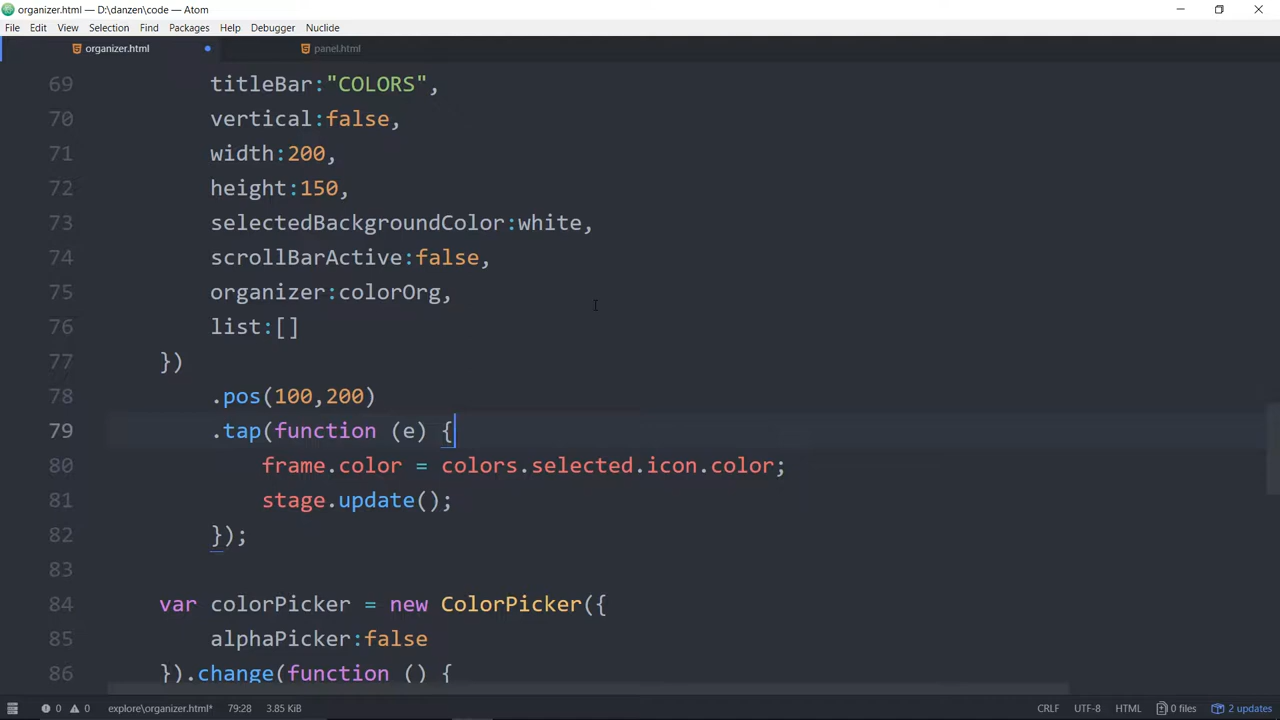 organizer.html — D:\danzen\code — Atom
File Edit View Selection Find Packages Help Debugger Nuclide
organizer.html panel.html
69 titleBar:"COLORS",
70 vertical:false,
71 width:200,
72 height:150,
73 selectedBackgroundColor:white,
74 scrollBarActive:false,
75 organizer:colorOrg,
76 list:[]
77 })
78 .pos(100,200)
79 .tap(function (e) {
80 frame.color = colors.selected.icon.color;
81 stage.update();
82 });
83
84 var colorPicker = new ColorPicker({
85 alphaPicker:false
86 }).change(function () {
0 0 explore\organizer.html* 79:28 3.85 KiB CRLF UTF-8 HTML 0 files 2 updates